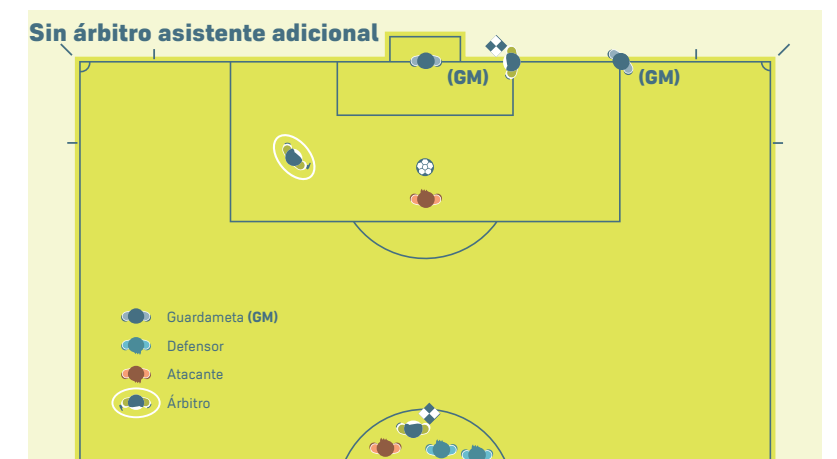 Sin árbitro asistente adicional
(GM)
(GM)
Guardameta (GM)
Defensor
Atacante
Árbitro